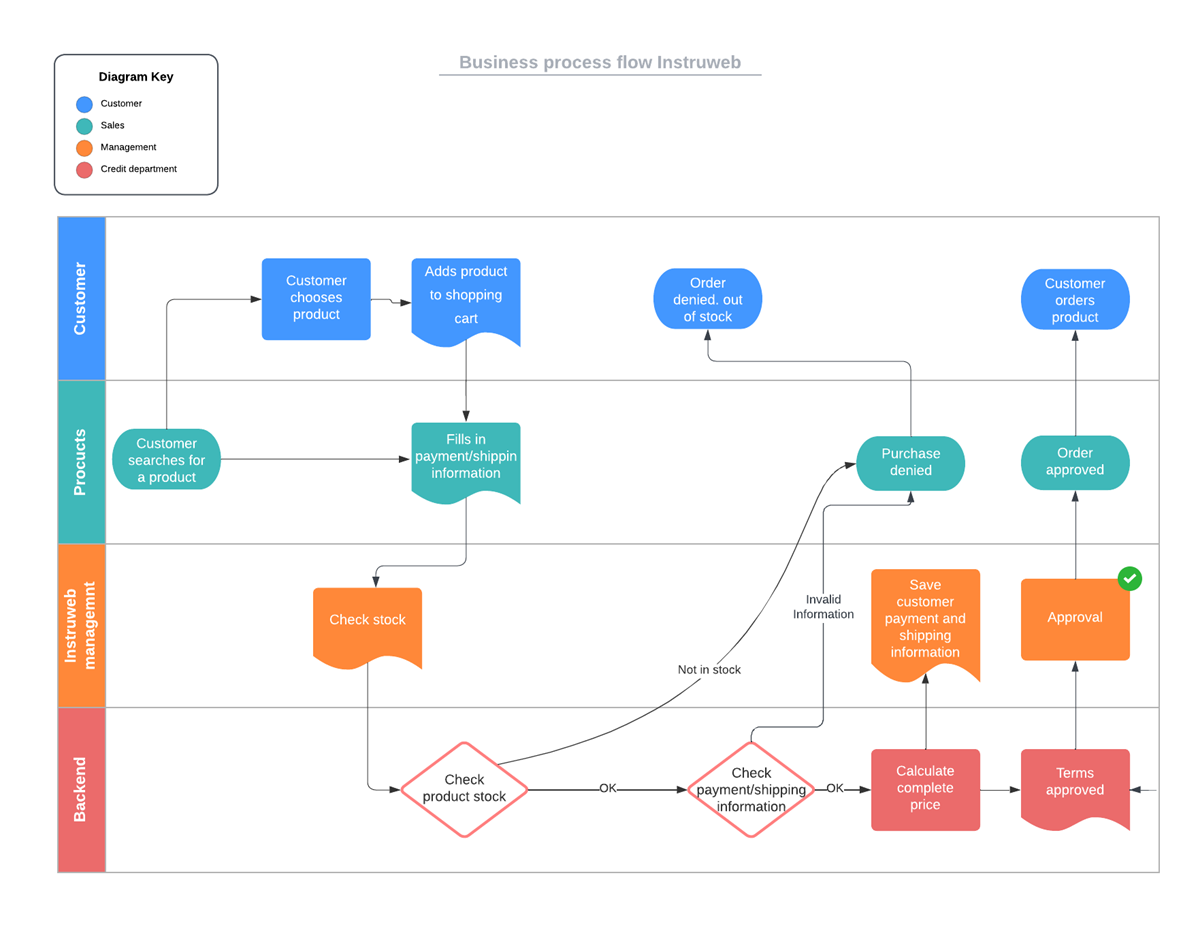 Business process flow Instruweb
Diagram Key
Customer
Sales
Management
Credit department
Customer
Customer
chooses
product
Adds product
to shopping
cart
Order
denied. out
of stock
Customer
orders
product
Procucts
Customer
searches for
a product
Fills in
payment/shippin
information
Purchase
denied
Order
approved
Instruweb
managemnt
Check stock
Not in stock
Invalid
Information
Save
customer
payment and
shipping
information
Approval
Backend
Check
product stock
OK
Check
payment/shipping
information
OK
Calculate
complete
price
Terms
approved